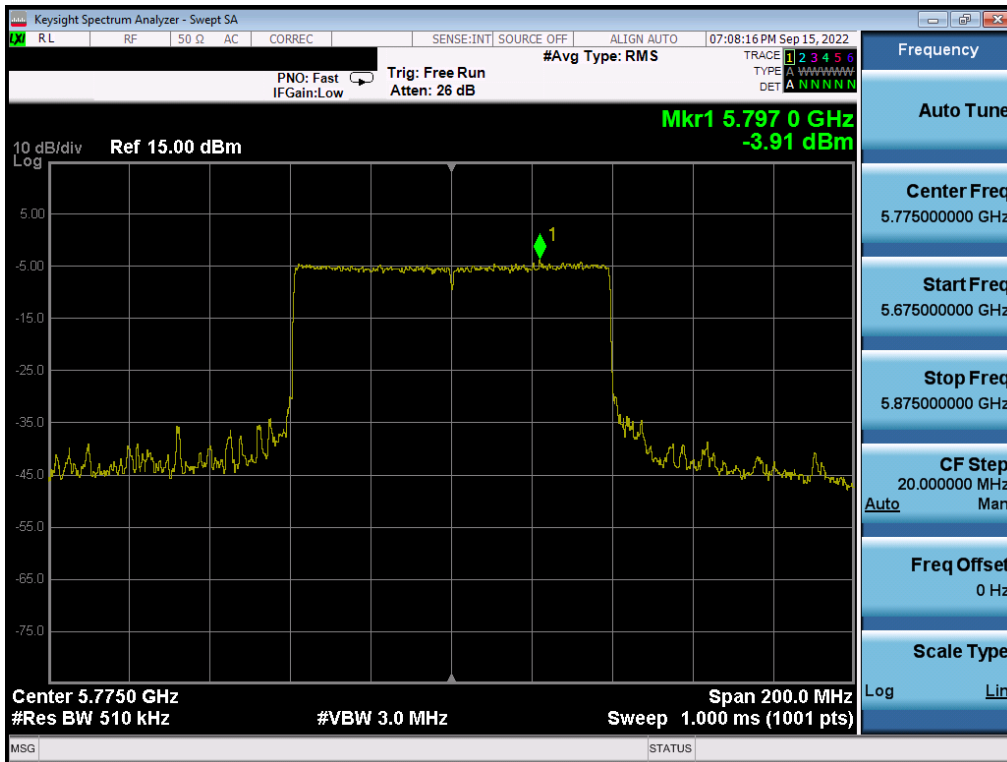 Keysight Spectrum Analyzer - Swept SA
LXI RL RF 50 Ω AC CORREC SENSE:INT SOURCE OFF ALIGN AUTO 07:08:16 PM Sep 15, 2022
#Avg Type: RMS
TRACE 1 2 3 4 5 6
PNO: Fast Trig: Free Run TYPE A WWWWW
IFGain:Low Atten: 26 dB DET A N N N N N
Mkr1 5.797 0 GHz
-3.91 dBm
10 dB/div Ref 15.00 dBm
Log
1
5.00
-5.00
-15.0
-25.0
-35.0
-45.0
-55.0
-65.0
-75.0
Center 5.7750 GHz Span 200.0 MHz
#Res BW 510 kHz #VBW 3.0 MHz Sweep 1.000 ms (1001 pts)
MSG STATUS
Frequency
Auto Tune
Center Freq
5.775000000 GHz
Start Freq
5.675000000 GHz
Stop Freq
5.875000000 GHz
CF Step
20.000000 MHz
Auto Man
Freq Offset
0 Hz
Scale Type
Log Lin